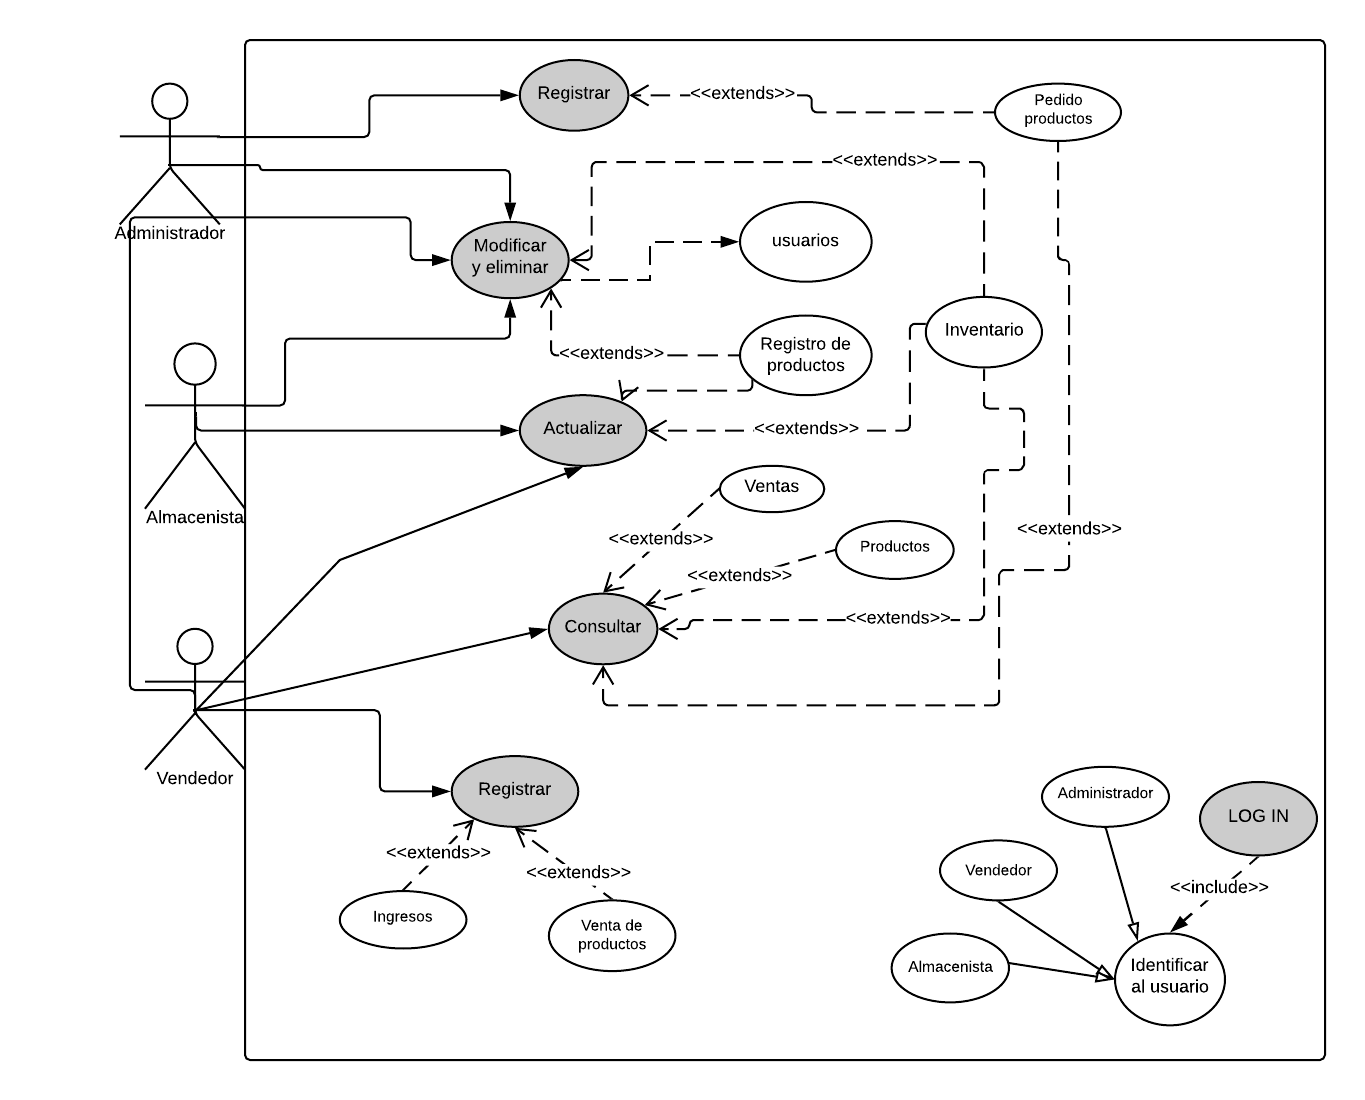 Registrar
<<extends>>
Pedido
productos
<<extends>>
Administrador
Modificar
y eliminar
usuarios
Inventario
<<extends>>
Registro de
productos
Actualizar
<<extends>>
Ventas
Almacenista
<<extends>>
<<extends>>
Productos
<<extends>>
Consultar
<<extends>>
Vendedor
Registrar
Administrador
LOG IN
<<extends>>
<<extends>>
Vendedor
<<include>>
Ingresos
Venta de
productos
Almacenista
Identificar
al usuario